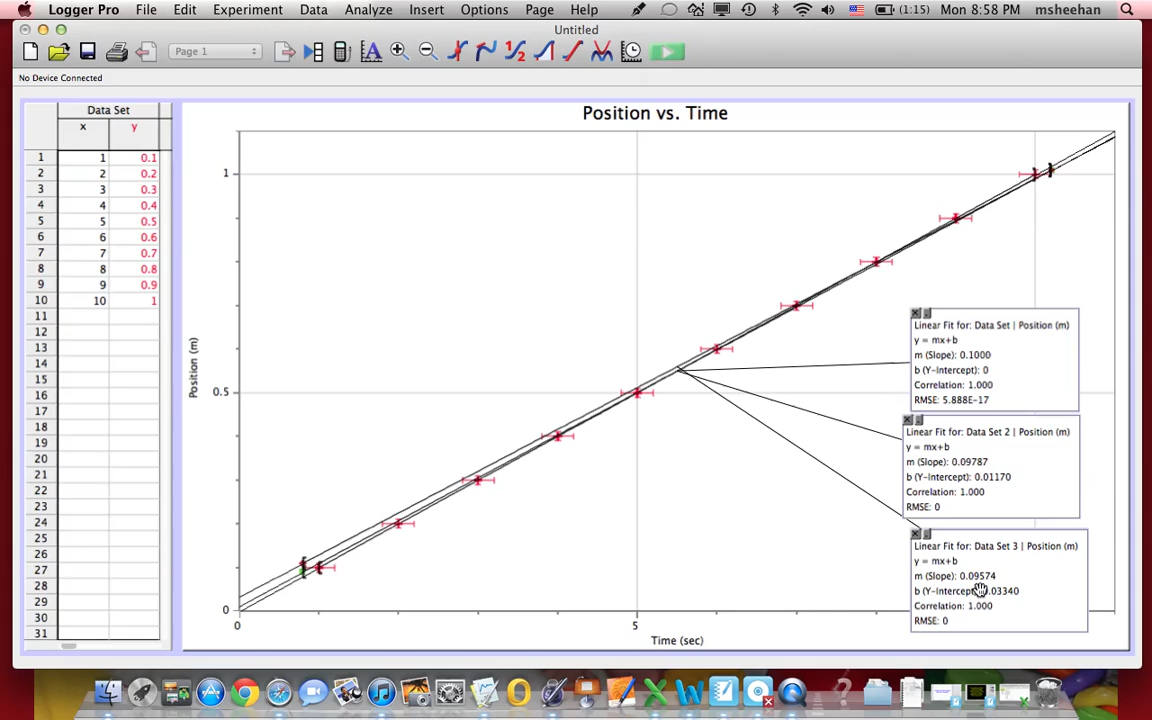 Logger Pro File Edit Experiment Data Analyze Insert Options Page Help (1:15) Mon 8:58 PM msheehan
Untitled
Page 1
No Device Connected
Data Set
x y
1 1 0.1
2 2 0.2
3 3 0.3
4 4 0.4
5 5 0.5
6 6 0.6
7 7 0.7
8 8 0.8
9 9 0.9
10 10 1
11
12
13
14
15
16
17
18
19
20
21
22
23
24
25
26
27
28
29
30
31
Position vs. Time
Position (m)
1
0.5
0
0 5
Time (sec)
Linear Fit for: Data Set | Position (m)
y = mx+b
m (Slope): 0.1000
b (Y-Intercept): 0
Correlation: 1.000
RMSE: 5.888E-17
Linear Fit for: Data Set 2 | Position (m)
y = mx+b
m (Slope): 0.09787
b (Y-Intercept): 0.01170
Correlation: 1.000
RMSE: 0
Linear Fit for: Data Set 3 | Position (m)
y = mx+b
m (Slope): 0.09574
b (Y-Intercept .03340
Correlation: 1.000
RMSE: 0